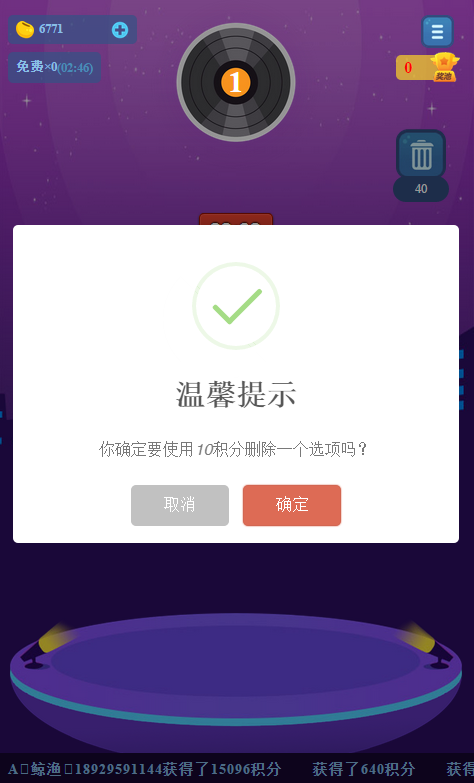 6771
免费×0(02:46)
1
0
奖池
40
温馨提示
你确定要使用10积分删除一个选项吗?
取消
确定
鲸渔 18929591144获得了15096积分 获得了640积分